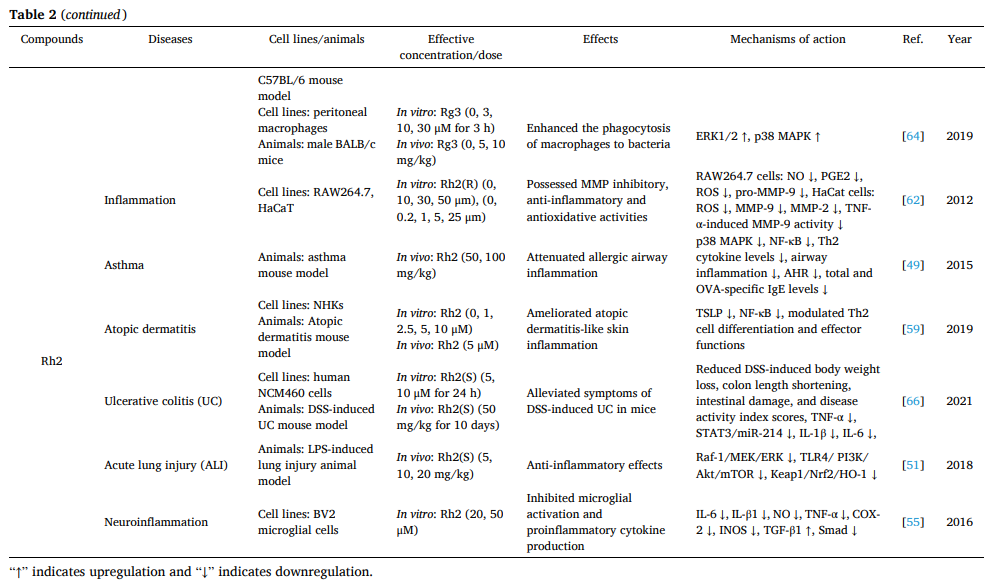 Table 2 (continued)
Compounds
Diseases
Cell lines/animals
Effective
concentration/dose
Effects
Mechanisms of action
Ref.
Year
C57BL/6 mouse
model
Cell lines: peritoneal
macrophages
Animals: male BALB/c
mice
In vitro: Rg3 (0, 3,
10, 30 μM for 3 h)
In vivo: Rg3 (0, 5, 10
mg/kg)
Enhanced the phagocytosis
of macrophages to bacteria
ERK1/2 ↑, p38 MAPK ↑
[64]
2019
Rh2
Inflammation
Cell lines: RAW264.7,
HaCaT
In vitro: Rh2(R) (0,
10, 30, 50 μm), (0,
0.2, 1, 5, 25 μm)
Possessed MMP inhibitory,
anti-inflammatory and
antioxidative activities
RAW264.7 cells: NO ↓, PGE2 ↓,
ROS ↓, pro-MMP-9 ↓, HaCat cells:
ROS ↓, MMP-9 ↓, MMP-2 ↓, TNF-
α-induced MMP-9 activity ↓
[62]
2012
Asthma
Animals: asthma
mouse model
In vivo: Rh2 (50, 100
mg/kg)
Attenuated allergic airway
inflammation
p38 MAPK ↓, NF-κB ↓, Th2
cytokine levels ↓, airway
inflammation ↓, AHR ↓, total and
OVA-specific IgE levels ↓
[49]
2015
Atopic dermatitis
Cell lines: NHKs
Animals: Atopic
dermatitis mouse
model
In vitro: Rh2 (0, 1,
2.5, 5, 10 μM)
In vivo: Rh2 (5 μM)
Ameliorated atopic
dermatitis-like skin
inflammation
TSLP ↓, NF-κB ↓, modulated Th2
cell differentiation and effector
functions
[59]
2019
Ulcerative colitis (UC)
Cell lines: human
NCM460 cells
Animals: DSS-induced
UC mouse model
In vitro: Rh2(S) (5,
10 μM for 24 h)
In vivo: Rh2(S) (50
mg/kg for 10 days)
Alleviated symptoms of
DSS-induced UC in mice
Reduced DSS-induced body weight
loss, colon length shortening,
intestinal damage, and disease
activity index scores, TNF-α ↓,
STAT3/miR-214 ↓, IL-1β ↓, IL-6 ↓,
[66]
2021
Acute lung injury (ALI)
Animals: LPS-induced
lung injury animal
model
In vivo: Rh2(S) (5,
10, 20 mg/kg)
Anti-inflammatory effects
Raf-1/MEK/ERK ↓, TLR4/ PI3K/
Akt/mTOR ↓, Keap1/Nrf2/HO-1 ↓
[51]
2018
Neuroinflammation
Cell lines: BV2
microglial cells
In vitro: Rh2 (20, 50
μM)
Inhibited microglial
activation and
proinflammatory cytokine
production
IL-6 ↓, IL-β1 ↓, NO ↓, TNF-α ↓, COX-
2 ↓, INOS ↓, TGF-β1 ↑, Smad ↓
[55]
2016
“↑” indicates upregulation and “↓” indicates downregulation.